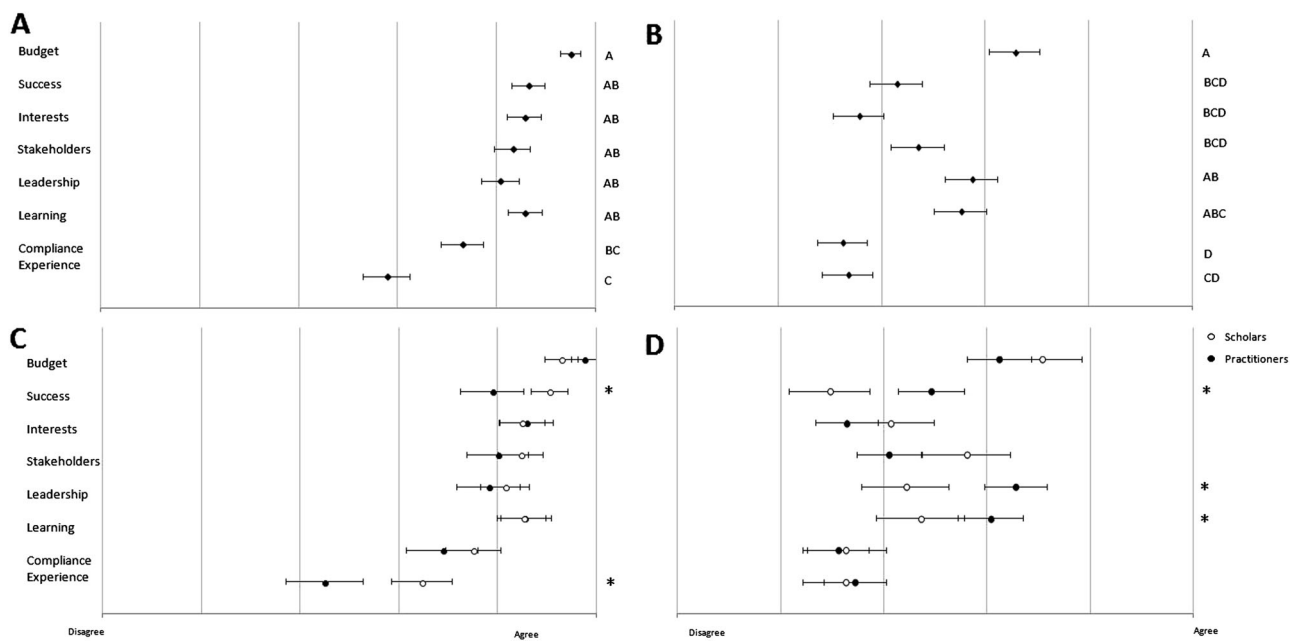 A
Budget
A
Success
AB
Interests
AB
Stakeholders
AB
Leadership
AB
Learning
AB
Compliance
BC
Experience
C
B
A
BCD
BCD
BCD
AB
ABC
D
CD
C
Budget
Success
*
Interests
Stakeholders
Leadership
Learning
Compliance
Experience
*
Disagree
Agree
D
Scholars
Practitioners
*
*
*
Disagree
Agree